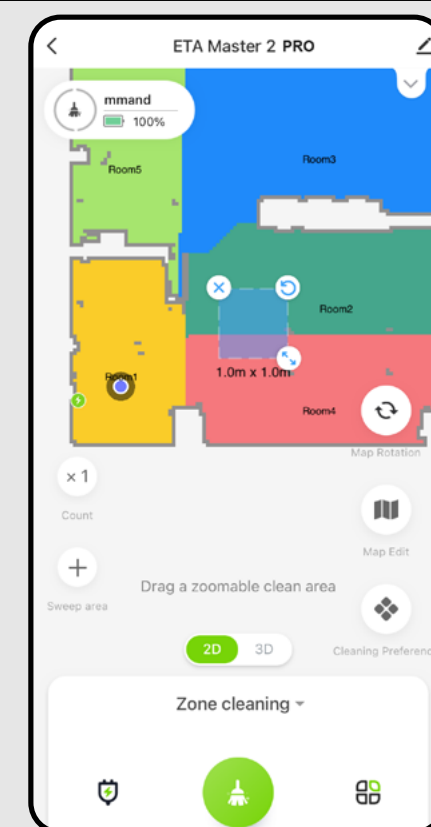 ETA Master 2 PRO
mmand
100%
Room5
Room3
Room2
1.0m x 1.0m
Room1
Room4
Map Rotation
× 1
Count
Map Edit
Drag a zoomable clean area
Sweep area
2D 3D
Cleaning Preferenc
Zone cleaning